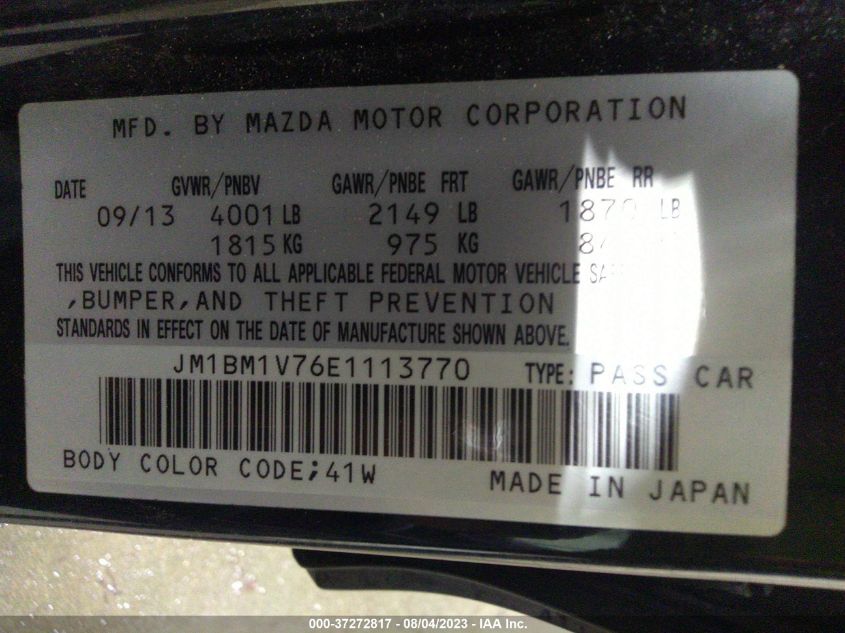 MFD. BY MAZDA MOTOR CORPORATION
DATE GVWR/PNBV GAWR/PNBE FRT GAWR/PNBE RR
09/13 4001 LB 2149 LB 1870 LB
1815 KG 975 KG
THIS VEHICLE CONFORMS TO ALL APPLICABLE FEDERAL MOTOR VEHICLE
,BUMPER,AND THEFT PREVENTION
STANDARDS IN EFFECT ON THE DATE OF MANUFACTURE SHOWN ABOVE.
JM1BM1V76E1113770 TYPE: PASS CAR
BODY COLOR CODE;41W MADE IN JAPAN
000-37272817 - 08/04/2023 - IAA Inc.